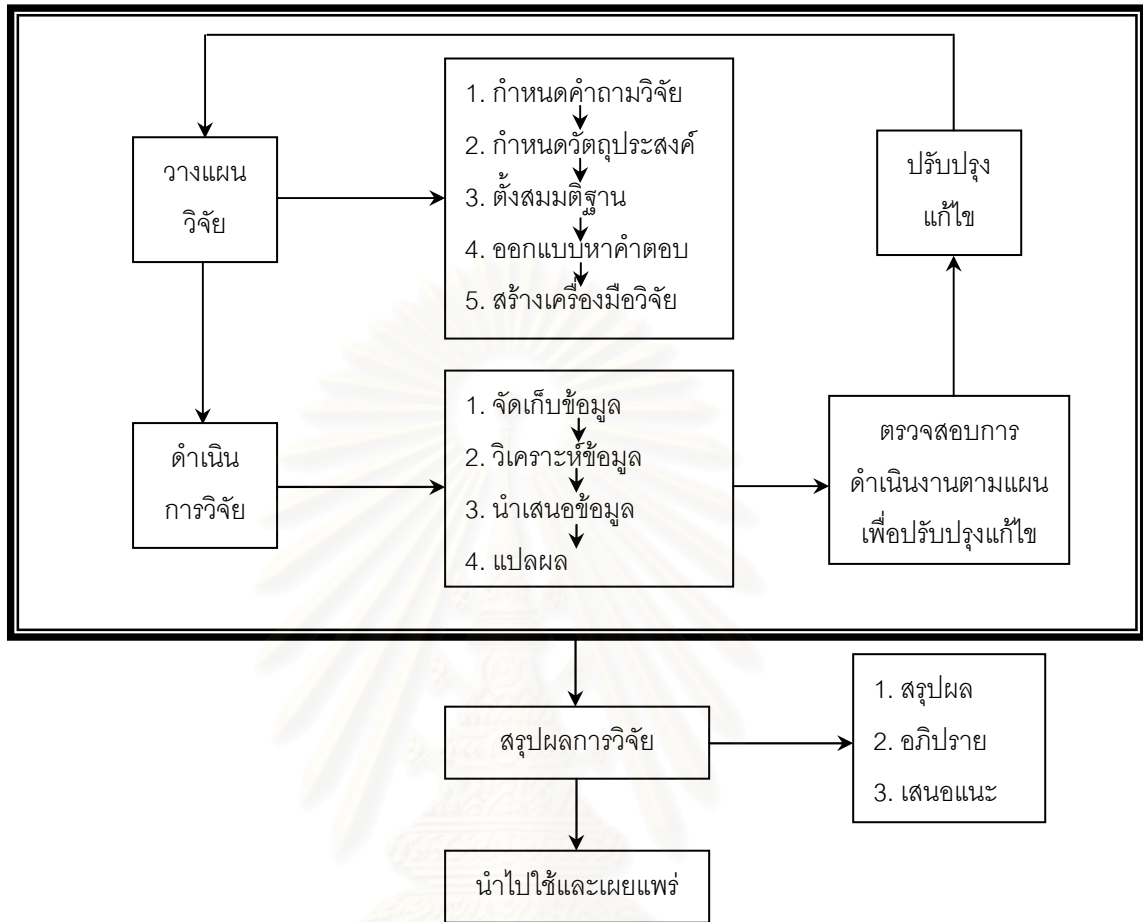 1. กำหนดคำถามวิจัย
2. กำหนดวัตถุประสงค์
3. ตั้งสมมติฐาน
4. ออกแบบหาคำตอบ
5. สร้างเครื่องมือวิจัย
วางแผน
วิจัย
ปรับปรุง
แก้ไข
ดำเนิน
การวิจัย
1. จัดเก็บข้อมูล
2. วิเคราะห์ข้อมูล
3. นำเสนอข้อมูล
4. แปลผล
ตรวจสอบการ
ดำเนินงานตามแผน
เพื่อปรับปรุงแก้ไข
สรุปผลการวิจัย
1. สรุปผล
2. อภิปราย
3. เสนอแนะ
นำไปใช้และเผยแพร่